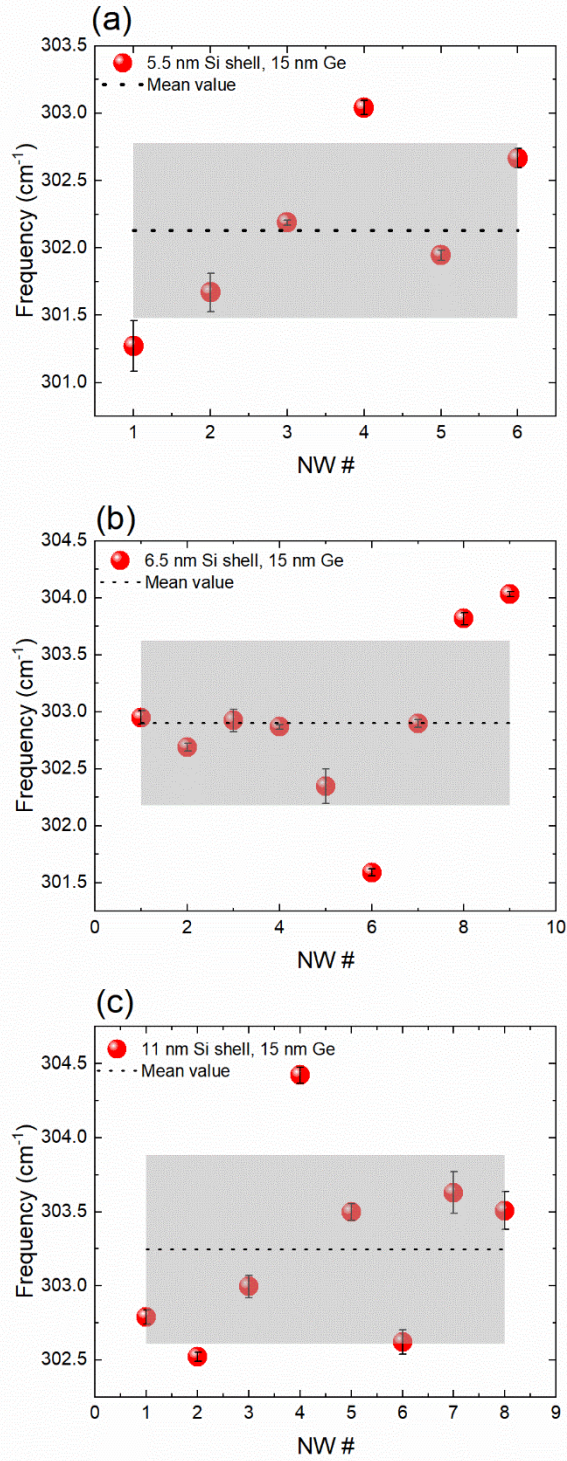 (a)
5.5 nm Si shell, 15 nm Ge
Mean value
303.5
303.0
302.5
302.0
301.5
301.0
Frequency (cm⁻¹)
1 2 3 4 5 6
NW #
(b)
6.5 nm Si shell, 15 nm Ge
Mean value
304.5
304.0
303.5
303.0
302.5
302.0
301.5
Frequency (cm⁻¹)
0 2 4 6 8 10
NW #
(c)
11 nm Si shell, 15 nm Ge
Mean value
304.5
304.0
303.5
303.0
302.5
Frequency (cm⁻¹)
0 1 2 3 4 5 6 7 8 9
NW #